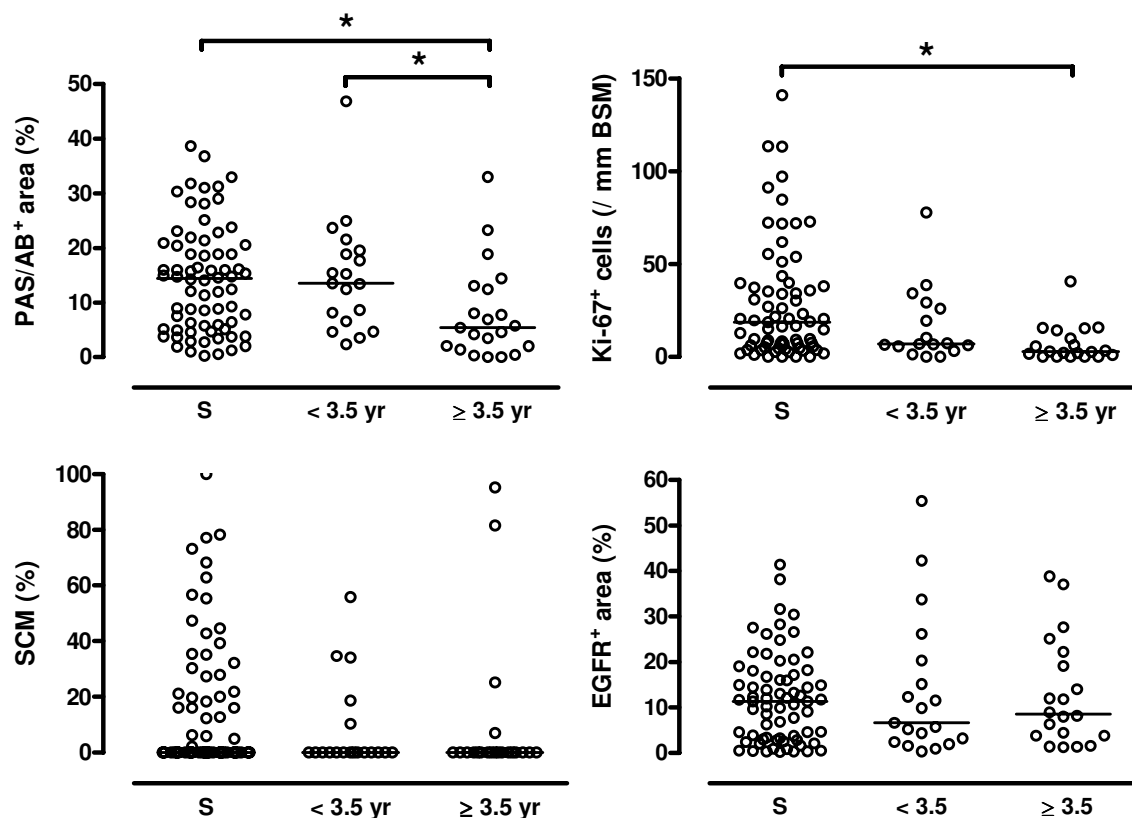 *
*
PAS/AB⁺ area (%)
50
40
30
20
10
0
S
< 3.5 yr
≥ 3.5 yr
*
Ki-67⁺ cells (/ mm BSM)
150
100
50
0
S
< 3.5 yr
≥ 3.5 yr
SCM (%)
100
80
60
40
20
0
S
< 3.5 yr
≥ 3.5 yr
EGFR⁺ area (%)
60
50
40
30
20
10
0
S
< 3.5
≥ 3.5